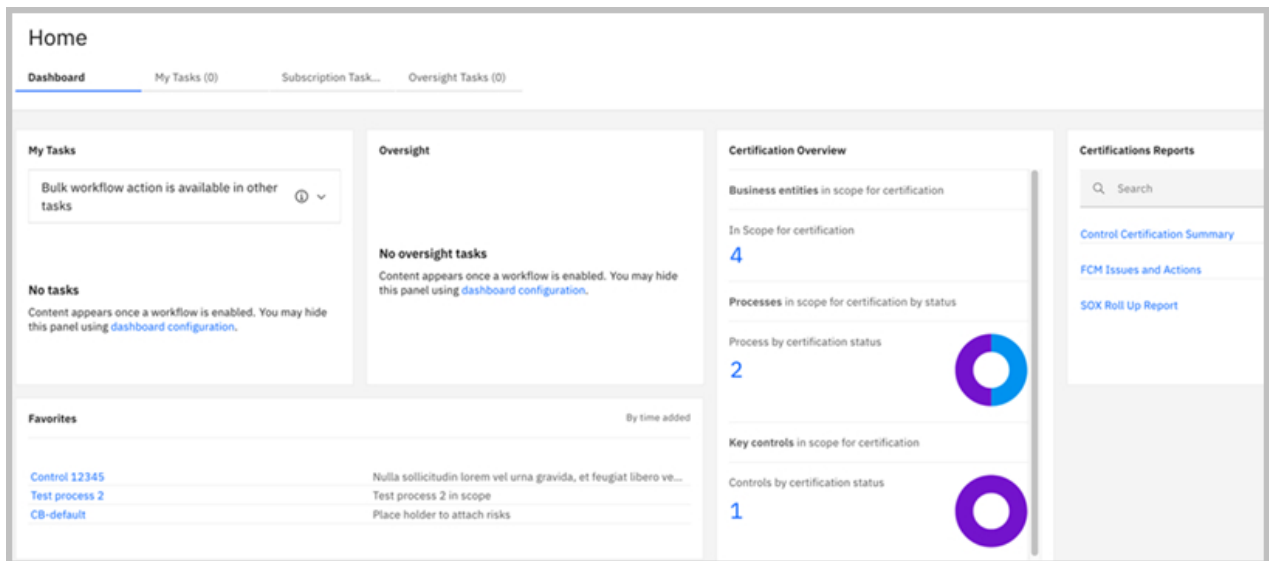 Home
Dashboard
My Tasks (0)
Subscription Task...
Oversight Tasks (0)
My Tasks
Bulk workflow action is available in other
tasks
No tasks
Content appears once a workflow is enabled. You may hide
this panel using dashboard configuration.
Oversight
No oversight tasks
Content appears once a workflow is enabled. You may hide
this panel using dashboard configuration.
Certification Overview
Business entities in scope for certification
In Scope for certification
4
Processes in scope for certification by status
Process by certification status
2
Key controls in scope for certification
Controls by certification status
1
Certifications Reports
Search
Control Certification Summary
FCM Issues and Actions
SOX Roll Up Report
Favorites
By time added
Control 12345 Nulla sollicitudin lorem vel urna gravida, et feugiat libero ve...
Test process 2 Test process 2 in scope
CB-default Place holder to attach risks